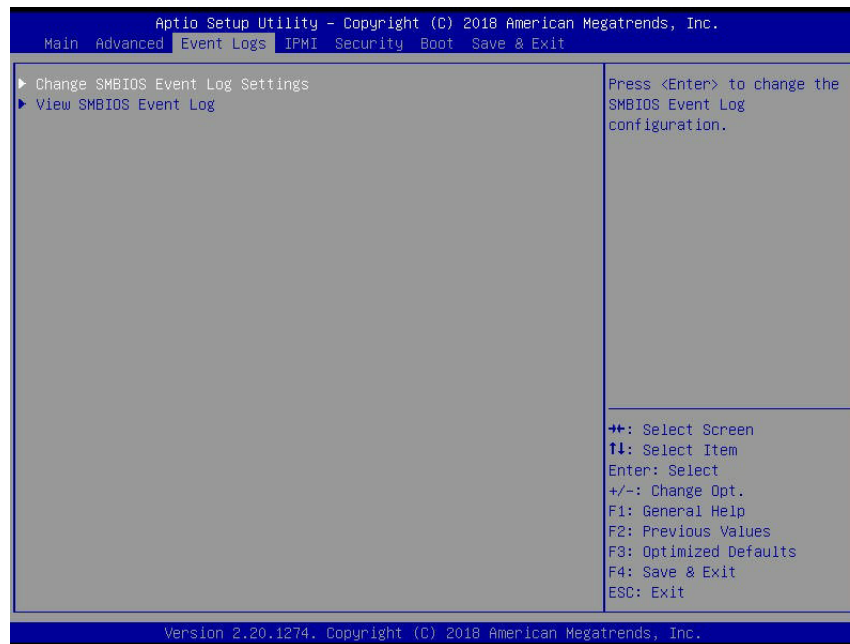 Aptio Setup Utility – Copyright (C) 2018 American Megatrends, Inc.
Main Advanced Event Logs IPMI Security Boot Save & Exit
▶ Change SMBIOS Event Log Settings
▶ View SMBIOS Event Log
Press <Enter> to change the
SMBIOS Event Log
configuration.
→←: Select Screen
↑↓: Select Item
Enter: Select
+/-: Change Opt.
F1: General Help
F2: Previous Values
F3: Optimized Defaults
F4: Save & Exit
ESC: Exit
Version 2.20.1274. Copyright (C) 2018 American Megatrends, Inc.